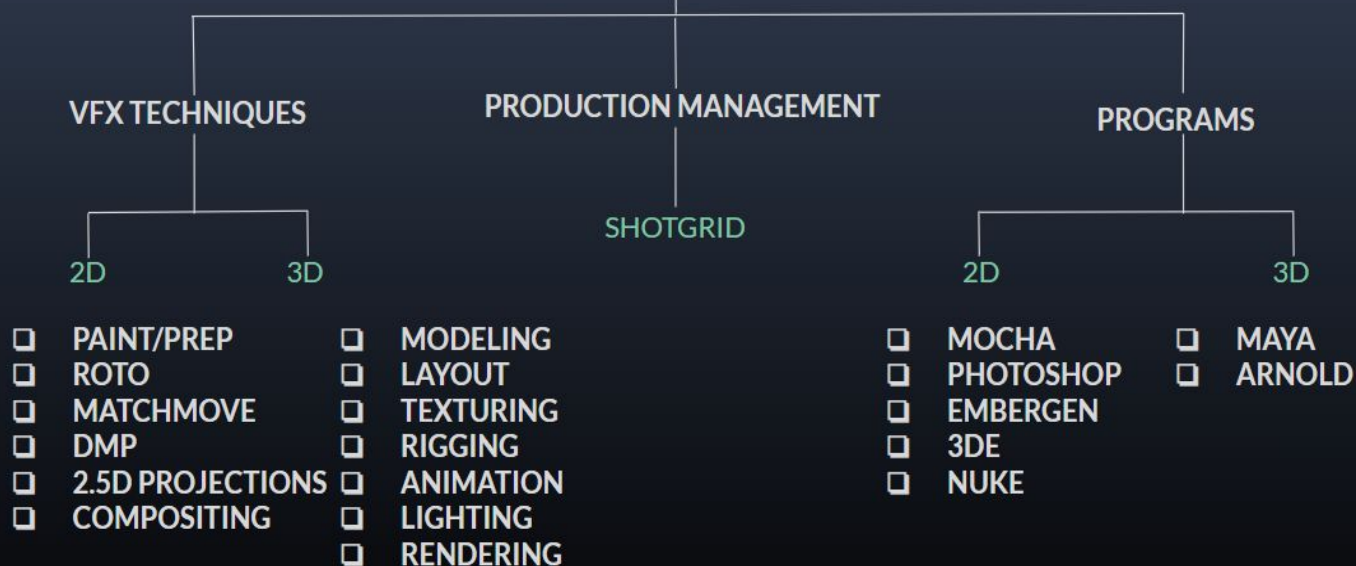 VFX TECHNIQUES
PRODUCTION MANAGEMENT
PROGRAMS
SHOTGRID
2D
3D
2D
3D
PAINT/PREP
ROTO
MATCHMOVE
DMP
2.5D PROJECTIONS
COMPOSITING
MODELING
LAYOUT
TEXTURING
RIGGING
ANIMATION
LIGHTING
RENDERING
MOCHA
PHOTOSHOP
EMBERGEN
3DE
NUKE
MAYA
ARNOLD